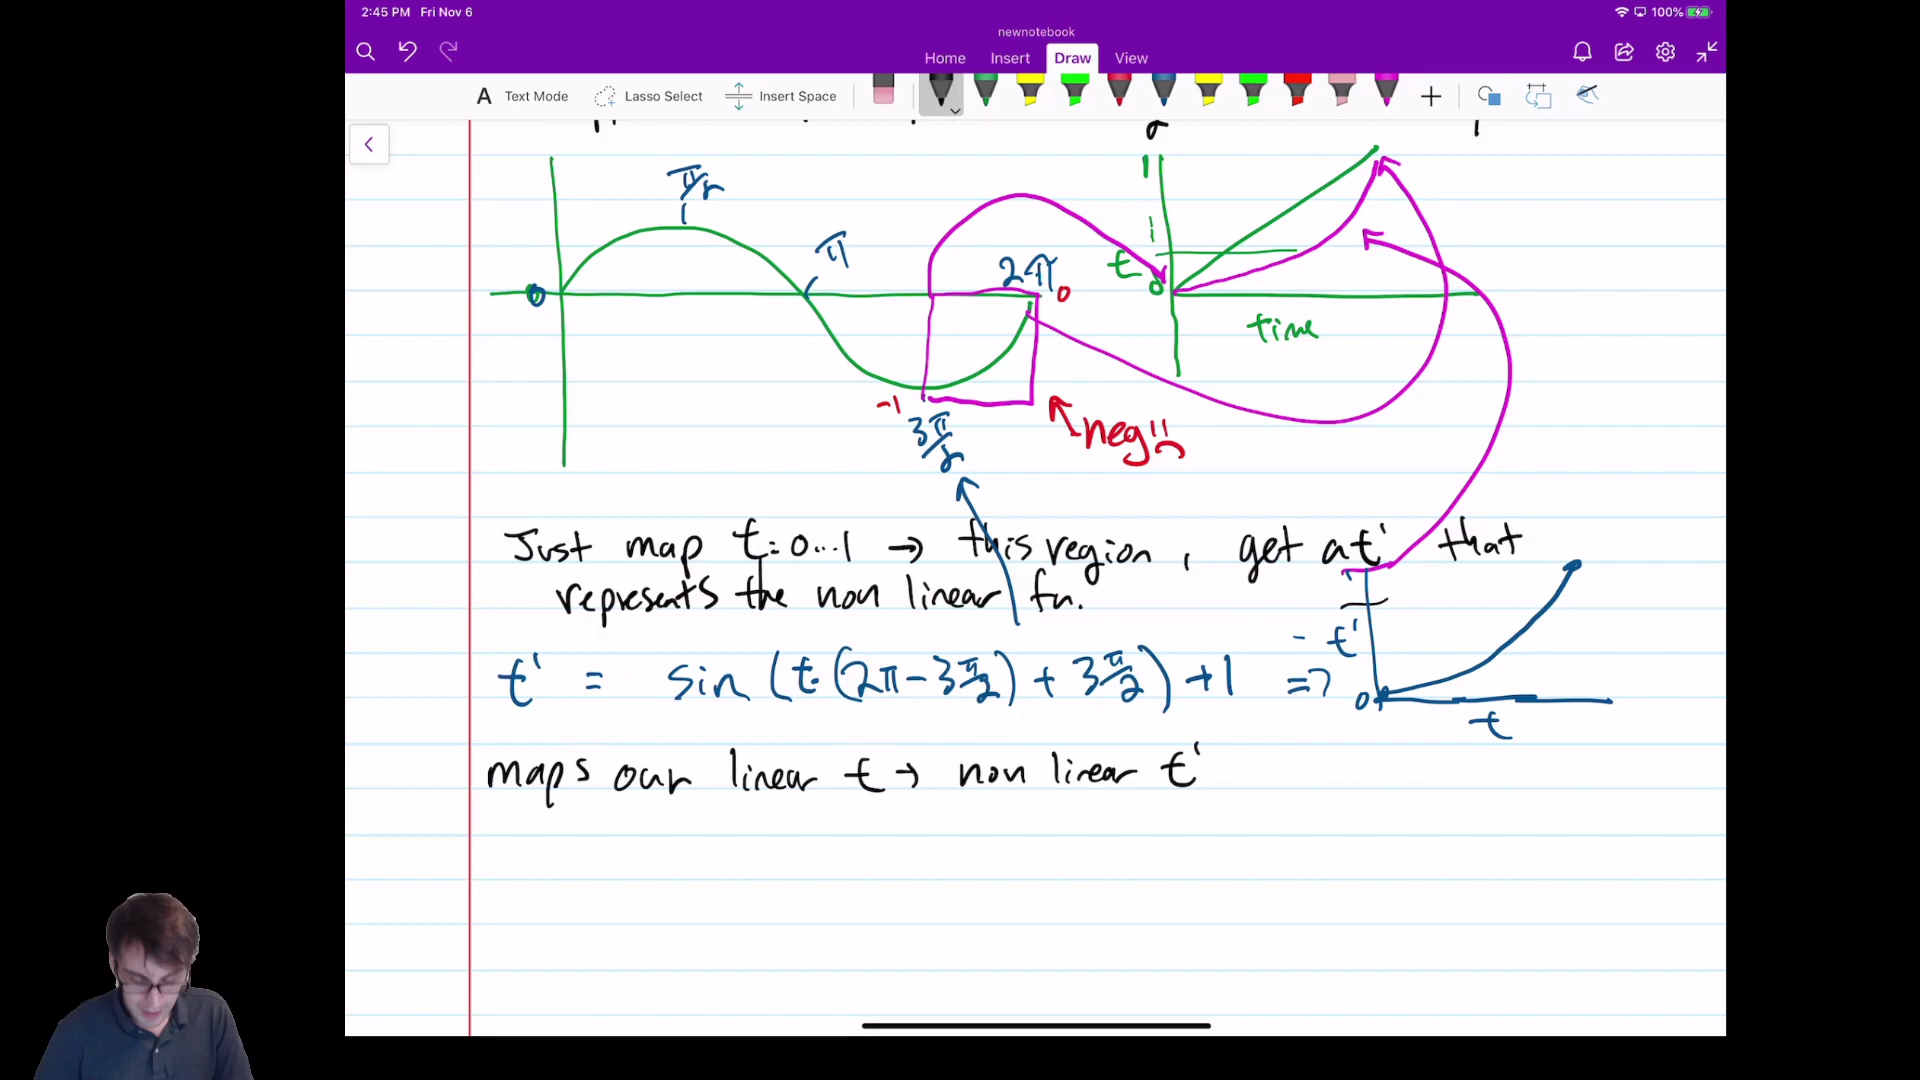 2:45 PM Fri Nov 6 100%
newnotebook
Home Insert Draw View
A Text Mode Lasso Select Insert Space
π/2
π
2π
0
0
-1
3π/2
neg!!
1
t
0
time
Just map t=0...1 → this region, get a t' that
represents the non linear fn.
t' = sin(t·(2π-3π/2)+3π/2)+1 =>
t'
0
t
maps our linear t → non linear t'